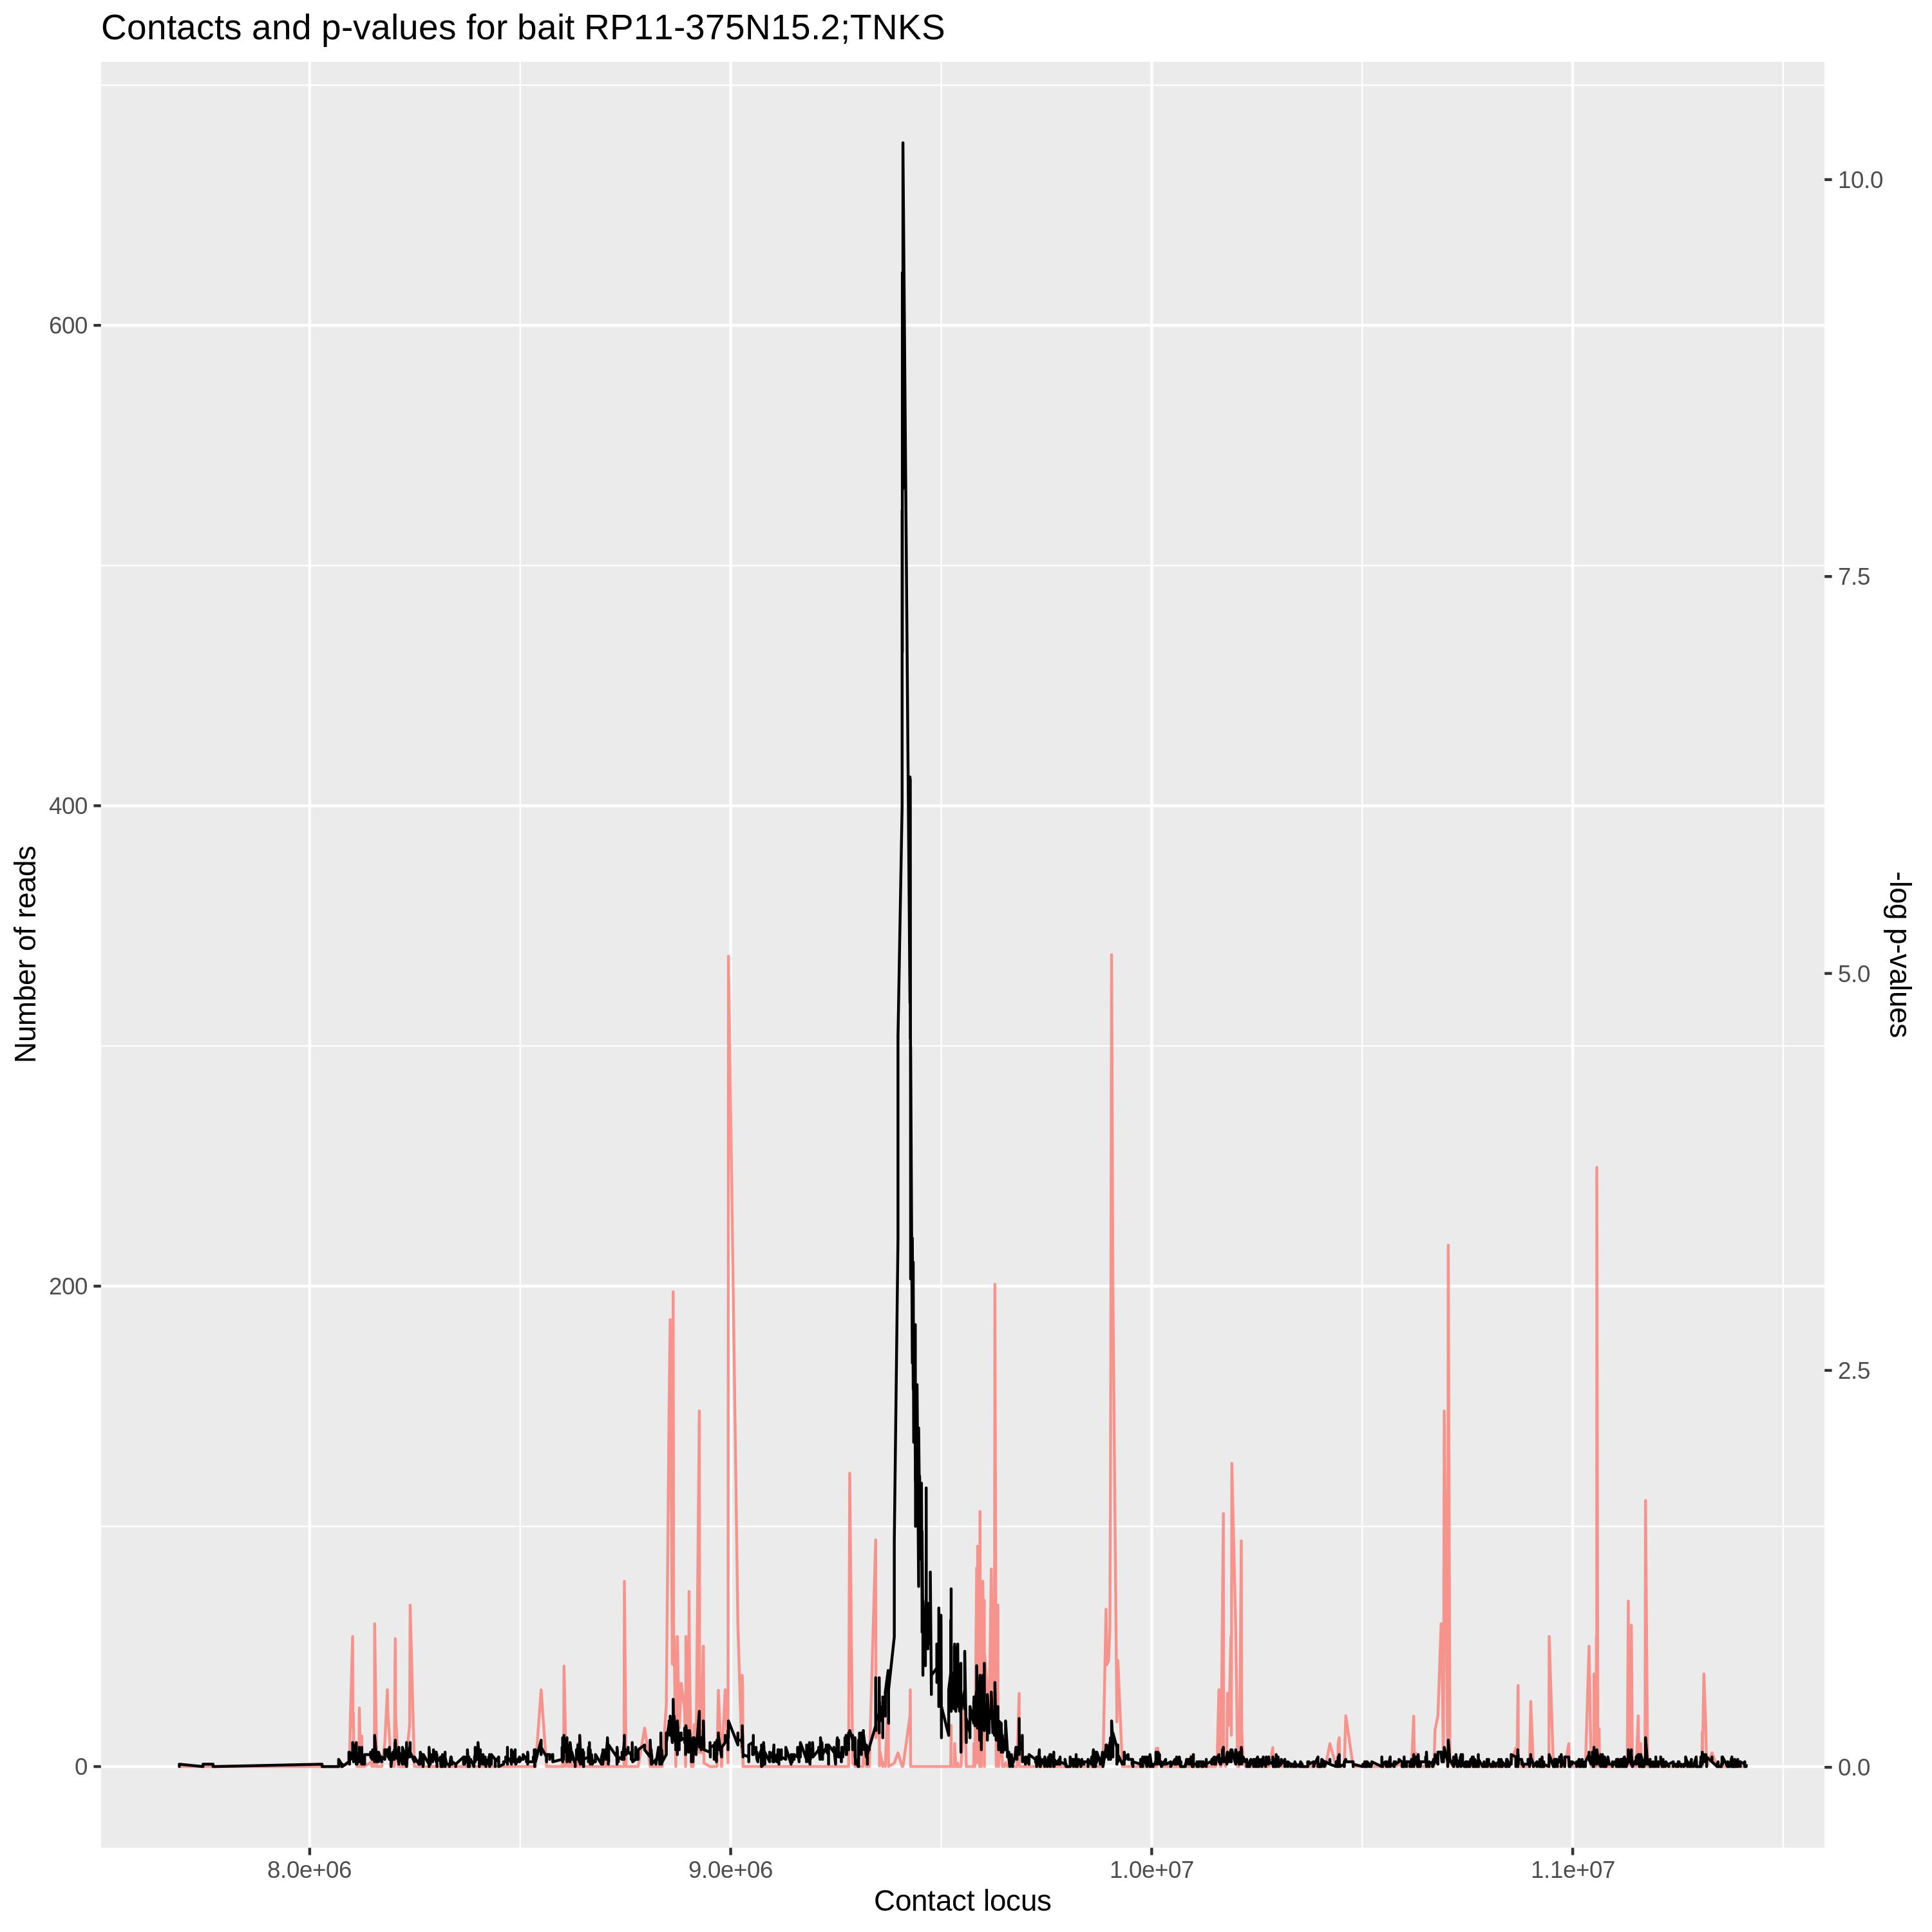 Contacts and p-values for bait RP11-375N15.2;TNKS
600
400
200
0
Number of reads
10.0
7.5
5.0
2.5
0.0
-log p-values
8.0e+06
9.0e+06
1.0e+07
1.1e+07
Contact locus